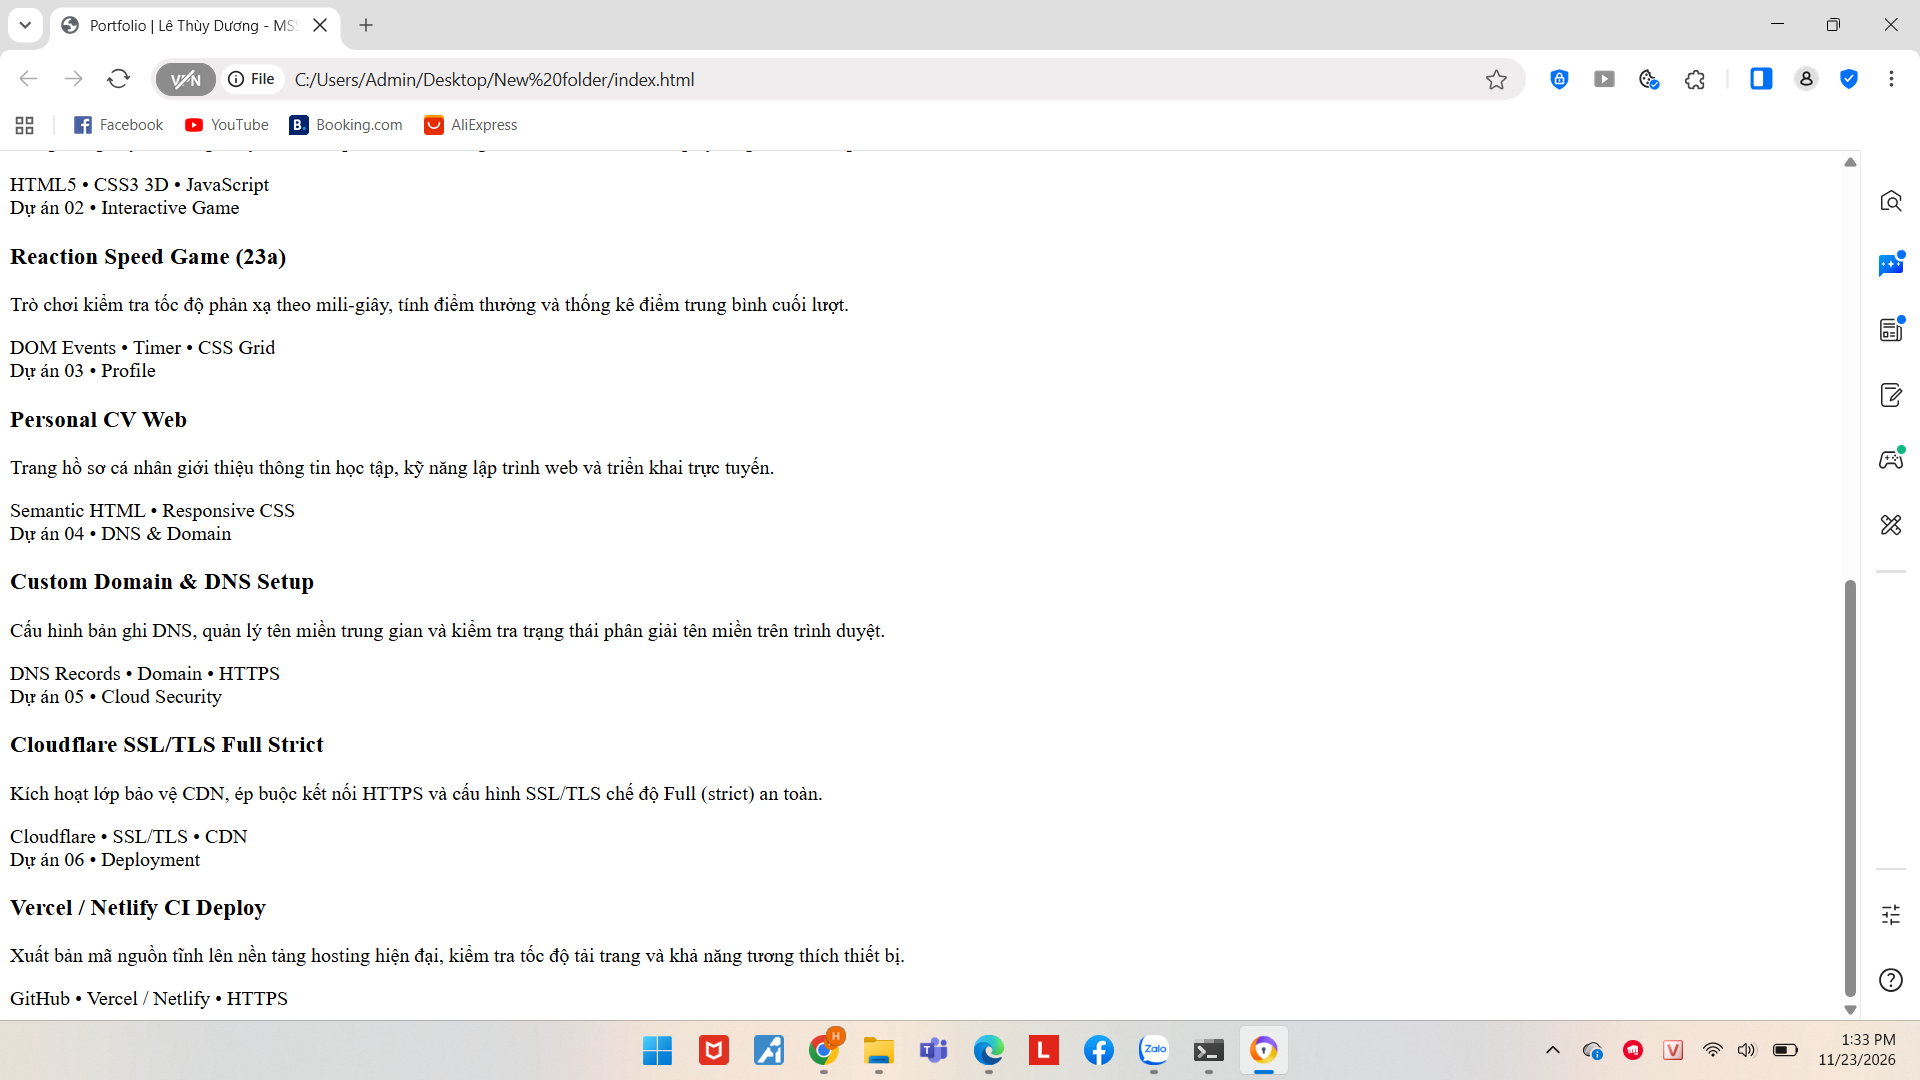 Portfolio | Lê Thùy Dương - MS
VPN
File
C:/Users/Admin/Desktop/New%20folder/index.html
Facebook
YouTube
B.
Booking.com
AliExpress
HTML5 • CSS3 3D • JavaScript
Dự án 02 • Interactive Game
Reaction Speed Game (23a)
Trò chơi kiểm tra tốc độ phản xạ theo mili-giây, tính điểm thưởng và thống kê điểm trung bình cuối lượt.
DOM Events • Timer • CSS Grid
Dự án 03 • Profile
Personal CV Web
Trang hồ sơ cá nhân giới thiệu thông tin học tập, kỹ năng lập trình web và triển khai trực tuyến.
Semantic HTML • Responsive CSS
Dự án 04 • DNS & Domain
Custom Domain & DNS Setup
Cấu hình bản ghi DNS, quản lý tên miền trung gian và kiểm tra trạng thái phân giải tên miền trên trình duyệt.
DNS Records • Domain • HTTPS
Dự án 05 • Cloud Security
Cloudflare SSL/TLS Full Strict
Kích hoạt lớp bảo vệ CDN, ép buộc kết nối HTTPS và cấu hình SSL/TLS chế độ Full (strict) an toàn.
Cloudflare • SSL/TLS • CDN
Dự án 06 • Deployment
Vercel / Netlify CI Deploy
Xuất bản mã nguồn tĩnh lên nền tảng hosting hiện đại, kiểm tra tốc độ tải trang và khả năng tương thích thiết bị.
GitHub • Vercel / Netlify • HTTPS
H
L
Zalo
V
1:33 PM
11/23/2026